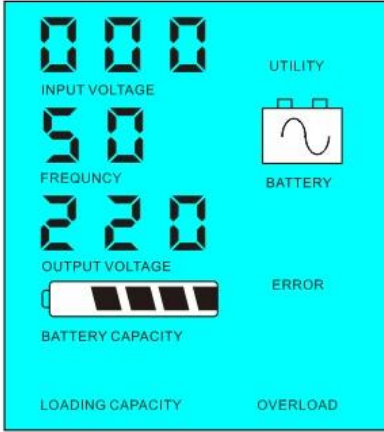 000
UTILITY
INPUT VOLTAGE
50
FREQUNCY
BATTERY
220
OUTPUT VOLTAGE
ERROR
BATTERY CAPACITY
LOADING CAPACITY
OVERLOAD